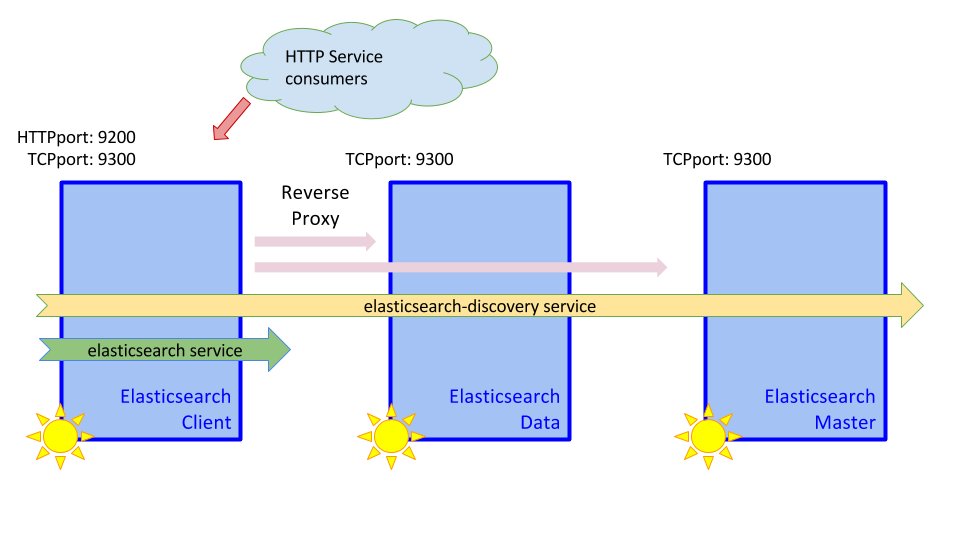 HTTP Service
consumers
HTTPport: 9200
TCPport: 9300
TCPport: 9300
TCPport: 9300
Reverse
Proxy
elasticsearch-discovery service
elasticsearch service
Elasticsearch
Client
Elasticsearch
Data
Elasticsearch
Master